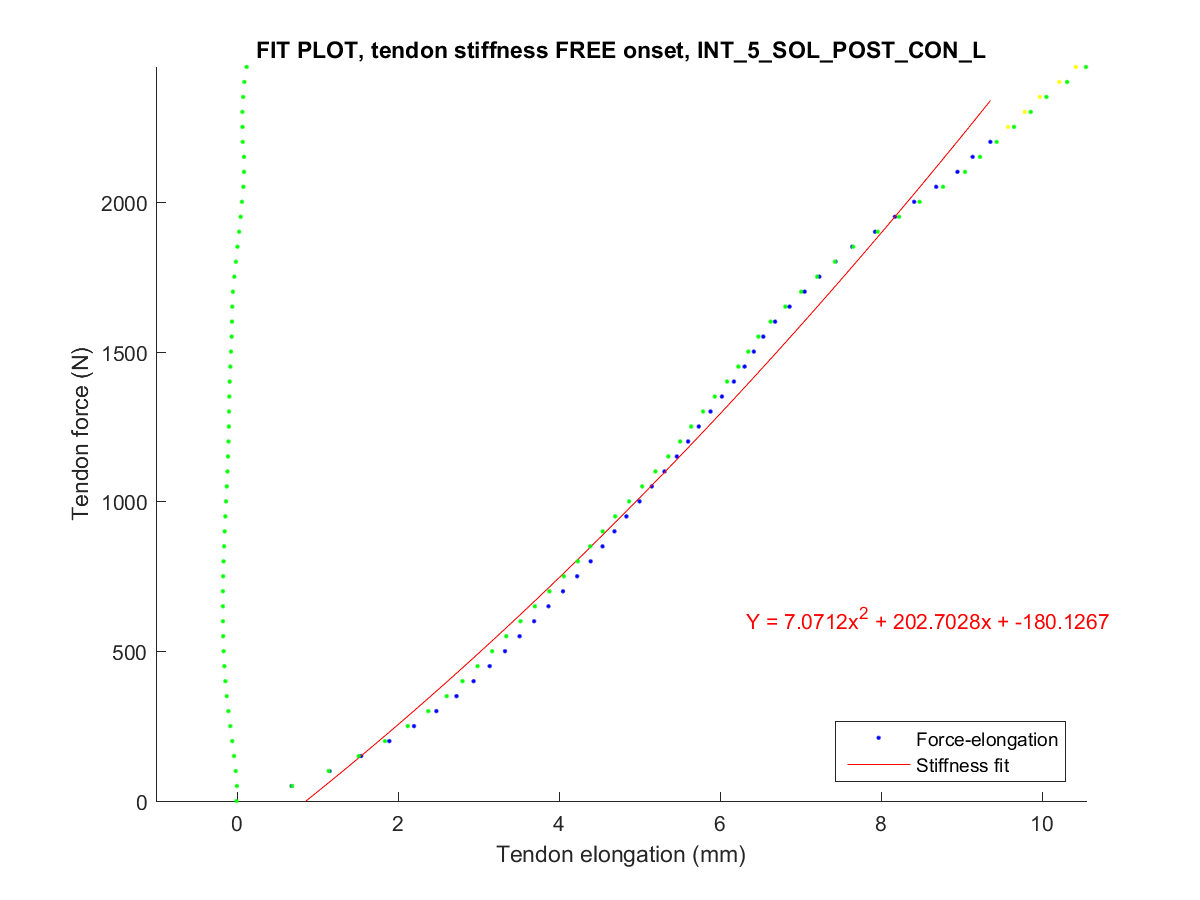 FIT PLOT, tendon stiffness FREE onset, INT_5_SOL_POST_CON_L
Tendon force (N)
2000
1500
1000
500
0
Y = 7.0712x² + 202.7028x + -180.1267
Force-elongation
Stiffness fit
0 2 4 6 8 10
Tendon elongation (mm)